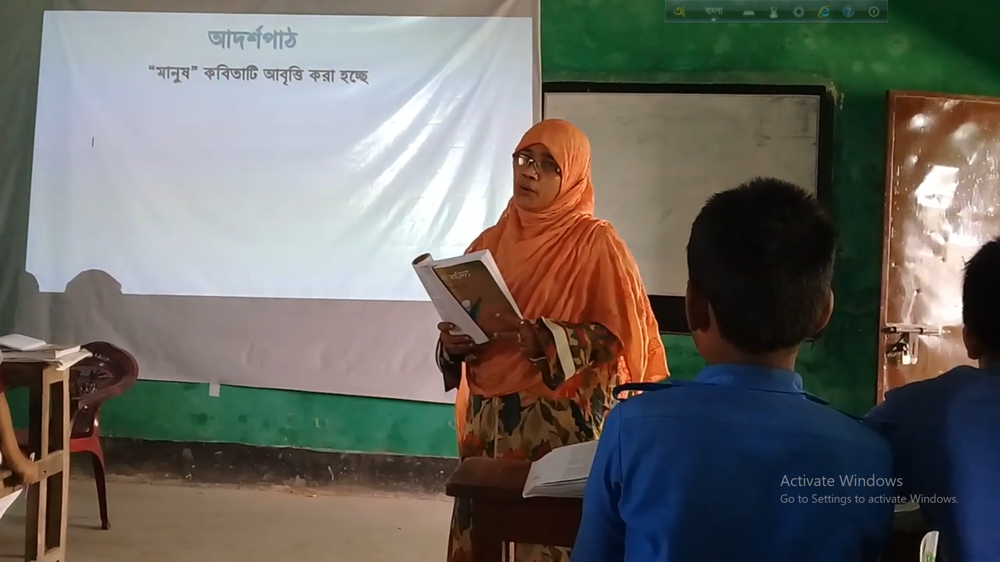 বাংলা
আদর্শপাঠ
“মানুষ” কবিতাটি আবৃত্তি করা হচ্ছে
Activate Windows
Go to Settings to activate Windows.